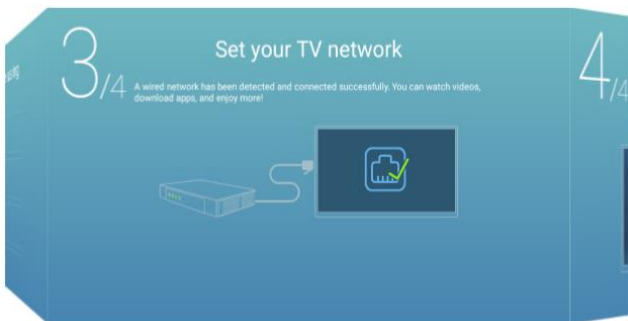 3/4
Set your TV network
A wired network has been detected and connected successfully. You can watch videos,
download apps, and enjoy more!
4/4